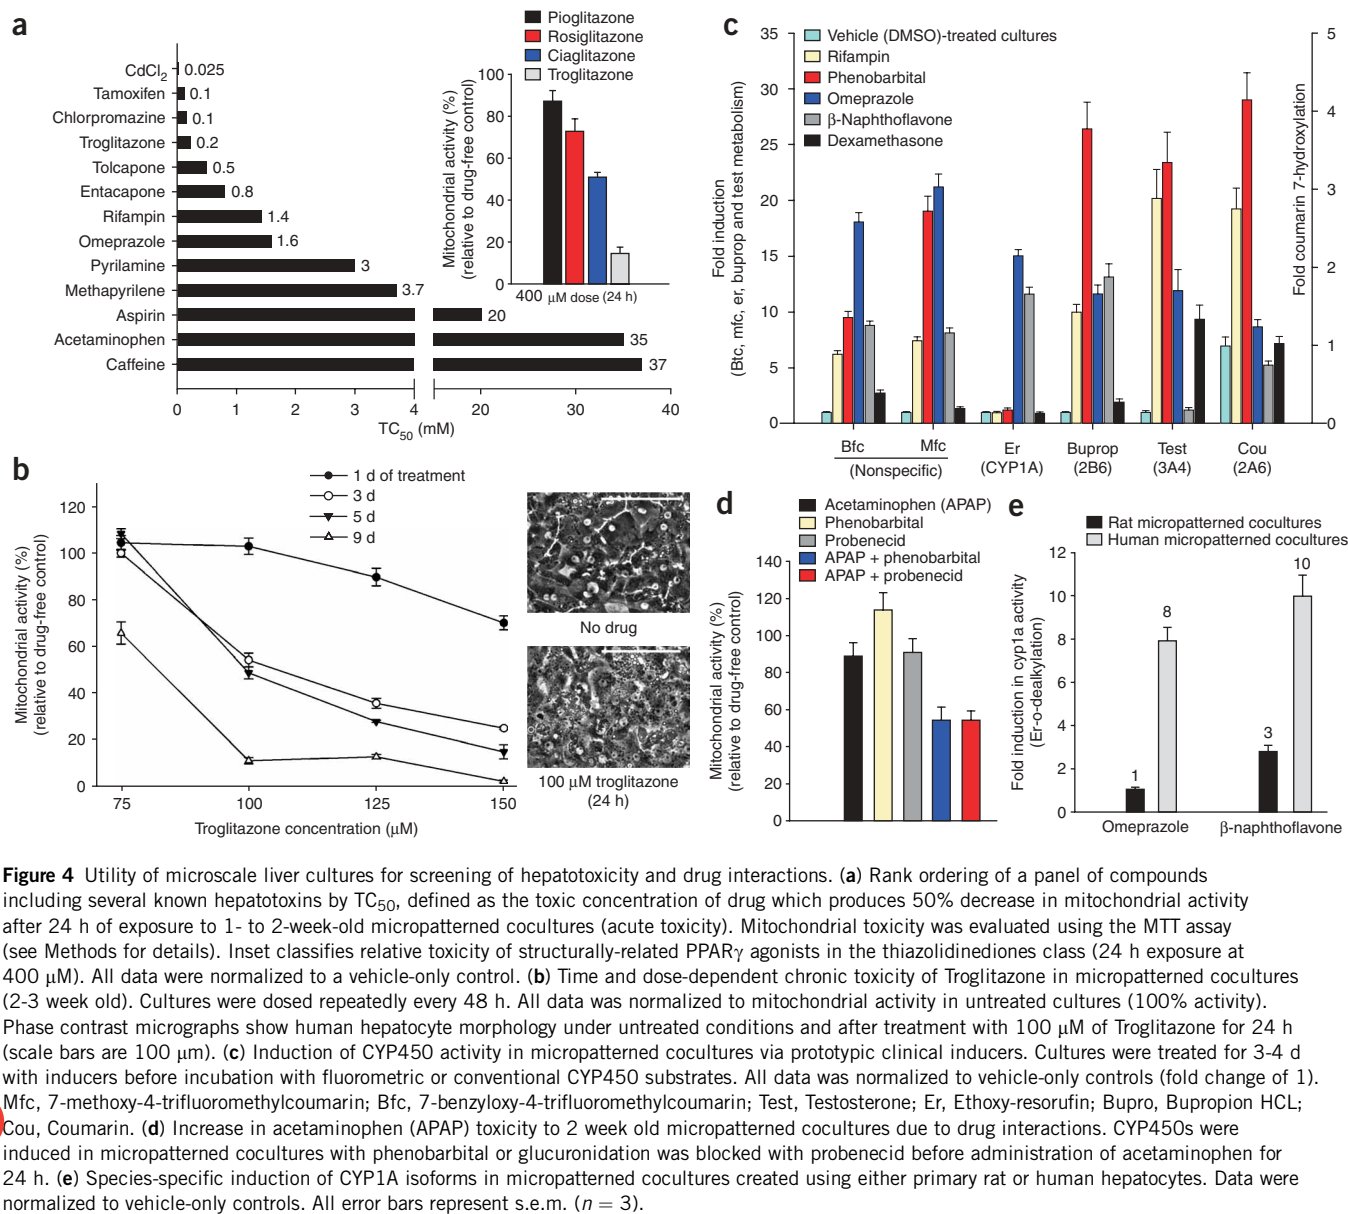 a
Pioglitazone
Rosiglitazone
Ciaglitazone
Troglitazone
CdCl2 0.025
Tamoxifen 0.1
Chlorpromazine 0.1
Troglitazone 0.2
Tolcapone 0.5
Entacapone 0.8
Rifampin 1.4
Omeprazole 1.6
Pyrilamine 3
Methapyrilene 3.7
Aspirin 20
Acetaminophen 35
Caffeine 37
0 1 2 3 4 20 30 40
TC50 (mM)
Mitochondrial activity (%)
(relative to drug-free control)
100
80
60
40
20
0
400 μM dose (24 h)
c
Vehicle (DMSO)-treated cultures
Rifampin
Phenobarbital
Omeprazole
β-Naphthoflavone
Dexamethasone
Fold induction
(Btc, mfc, er, buprop and test metabolism)
35
30
25
20
15
10
5
0
Fold coumarin 7-hydroxylation
5
4
3
2
1
0
Bfc Mfc Er Buprop Test Cou
(Nonspecific) (CYP1A) (2B6) (3A4) (2A6)
b
1 d of treatment
3 d
5 d
9 d
Mitochondrial activity (%)
(relative to drug-free control)
120
100
80
60
40
20
0
75 100 125 150
Troglitazone concentration (μM)
No drug
100 μM troglitazone
(24 h)
d
Acetaminophen (APAP)
Phenobarbital
Probenecid
APAP + phenobarbital
APAP + probenecid
Mitochondrial activity (%)
(relative to drug-free control)
140
120
100
80
60
40
20
0
e
Rat micropatterned cocultures
Human micropatterned cocultures
Fold induction in cyp1a activity
(Er-o-dealkylation)
12
10
8
6
4
2
0
1 8 3 10
Omeprazole β-naphthoflavone
Figure 4 Utility of microscale liver cultures for screening of hepatotoxicity and drug interactions. (a) Rank ordering of a panel of compounds
including several known hepatotoxins by TC50, defined as the toxic concentration of drug which produces 50% decrease in mitochondrial activity
after 24 h of exposure to 1- to 2-week-old micropatterned cocultures (acute toxicity). Mitochondrial toxicity was evaluated using the MTT assay
(see Methods for details). Inset classifies relative toxicity of structurally-related PPARγ agonists in the thiazolidinediones class (24 h exposure at
400 μM). All data were normalized to a vehicle-only control. (b) Time and dose-dependent chronic toxicity of Troglitazone in micropatterned cocultures
(2-3 week old). Cultures were dosed repeatedly every 48 h. All data was normalized to mitochondrial activity in untreated cultures (100% activity).
Phase contrast micrographs show human hepatocyte morphology under untreated conditions and after treatment with 100 μM of Troglitazone for 24 h
(scale bars are 100 μm). (c) Induction of CYP450 activity in micropatterned cocultures via prototypic clinical inducers. Cultures were treated for 3-4 d
with inducers before incubation with fluorometric or conventional CYP450 substrates. All data was normalized to vehicle-only controls (fold change of 1).
Mfc, 7-methoxy-4-trifluoromethylcoumarin; Bfc, 7-benzyloxy-4-trifluoromethylcoumarin; Test, Testosterone; Er, Ethoxy-resorufin; Bupro, Bupropion HCL;
Cou, Coumarin. (d) Increase in acetaminophen (APAP) toxicity to 2 week old micropatterned cocultures due to drug interactions. CYP450s were
induced in micropatterned cocultures with phenobarbital or glucuronidation was blocked with probenecid before administration of acetaminophen for
24 h. (e) Species-specific induction of CYP1A isoforms in micropatterned cocultures created using either primary rat or human hepatocytes. Data were
normalized to vehicle-only controls. All error bars represent s.e.m. (n = 3).